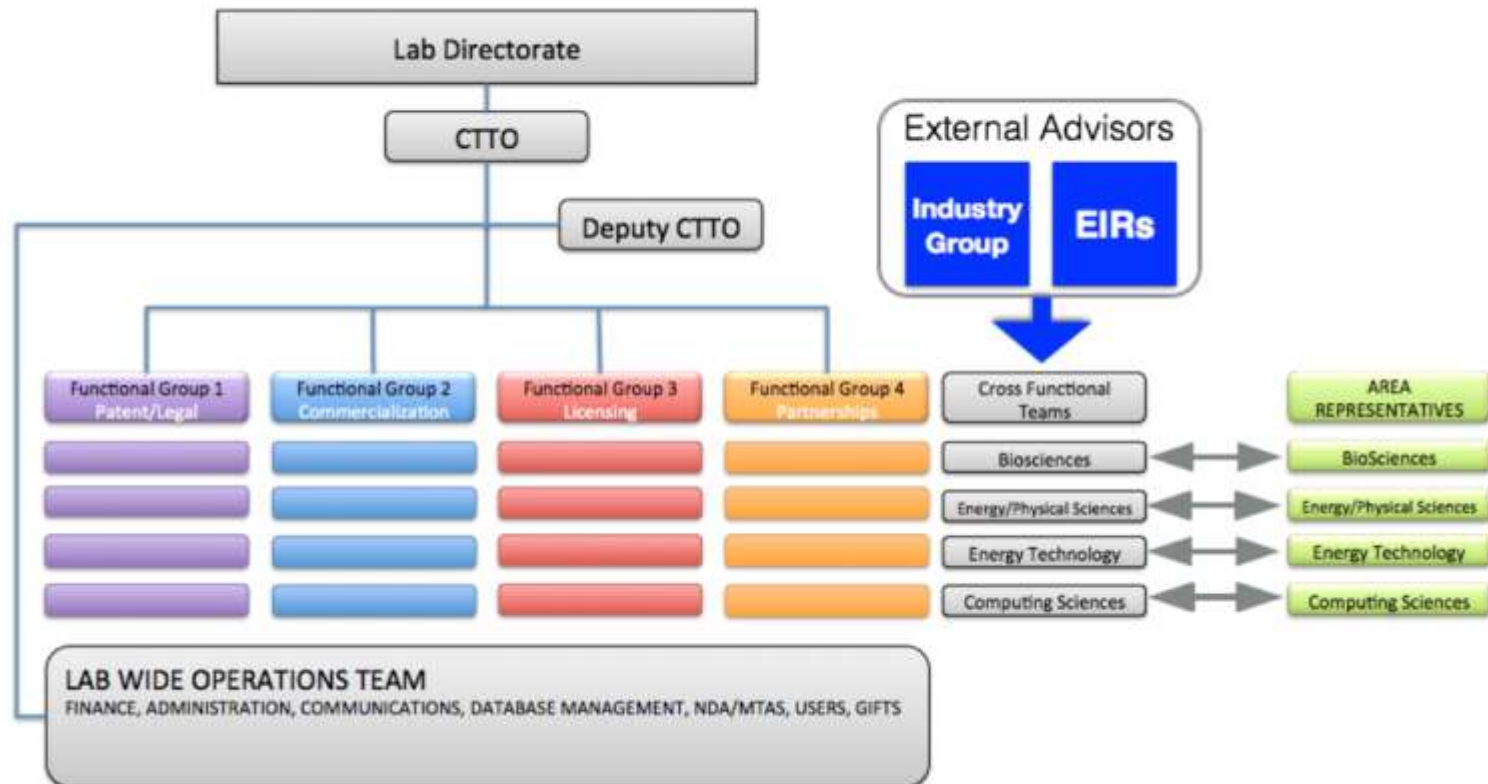 Lab Directorate
CTTO
Deputy CTTO
External Advisors
Industry
Group
EIRs
Functional Group 1
Patent/Legal
Functional Group 2
Commercialization
Functional Group 3
Licensing
Functional Group 4
Partnerships
Cross Functional
Teams
AREA
REPRESENTATIVES
Biosciences
BioSciences
Energy/Physical Sciences
Energy/Physical Sciences
Energy Technology
Energy Technology
Computing Sciences
Computing Sciences
LAB WIDE OPERATIONS TEAM
FINANCE, ADMINISTRATION, COMMUNICATIONS, DATABASE MANAGEMENT, NDA/MTAS, USERS, GIFTS